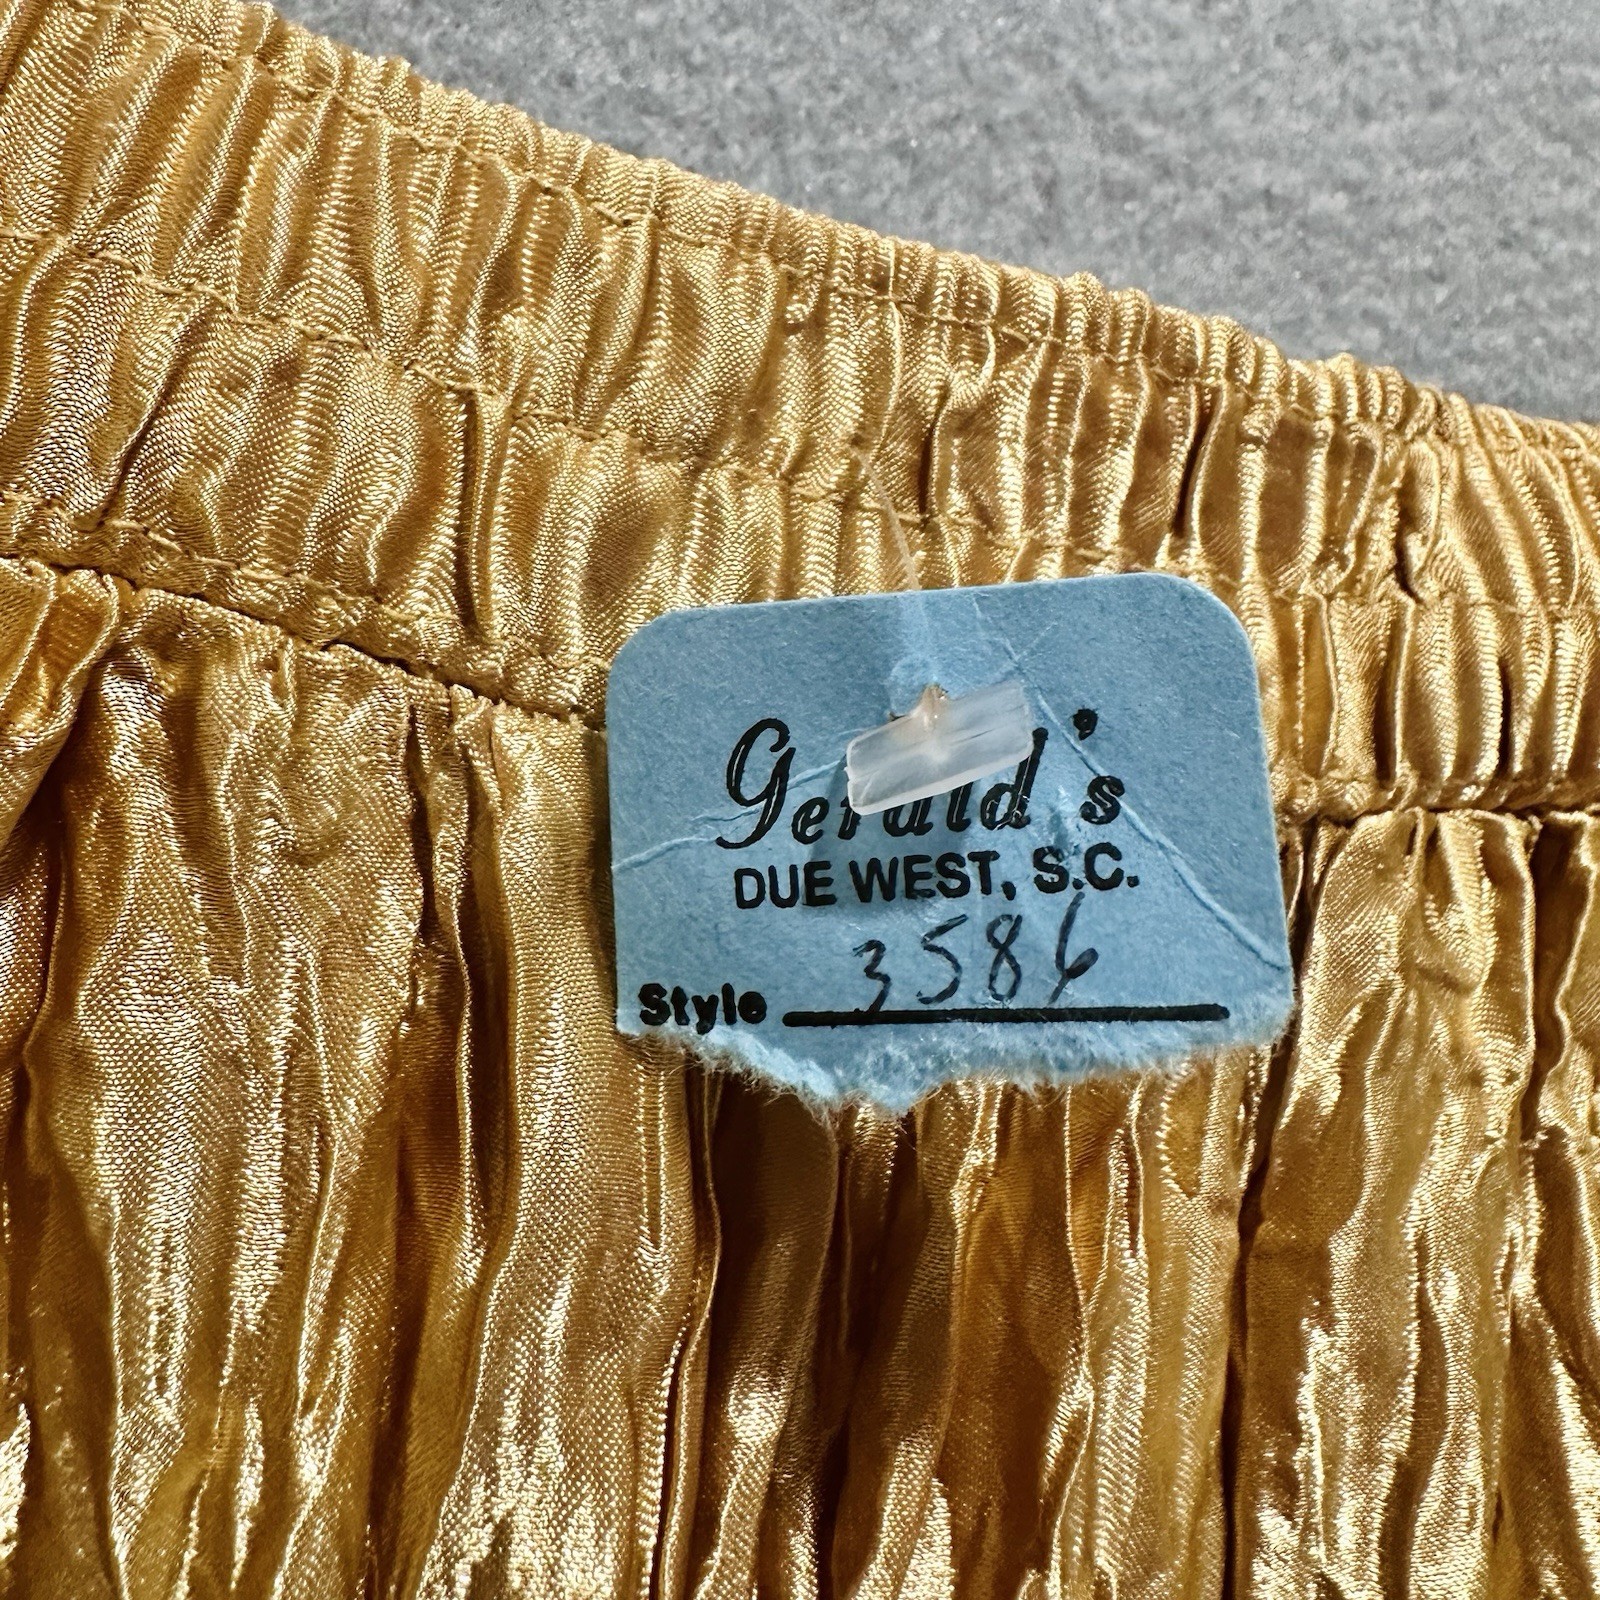 Gerald's
DUE WEST, S.C.
Style 3586